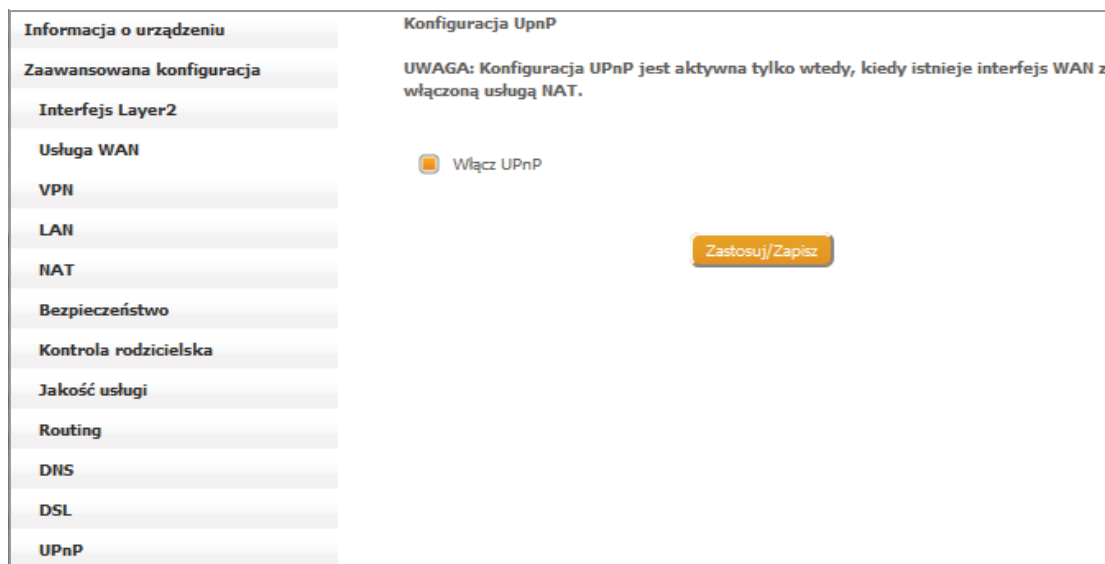 Informacja o urządzeniu
Zaawansowana konfiguracja
Interfejs Layer2
Usługa WAN
VPN
LAN
NAT
Bezpieczeństwo
Kontrola rodzicielska
Jakość usługi
Routing
DNS
DSL
UPnP
Konfiguracja UpnP
UWAGA: Konfiguracja UPnP jest aktywna tylko wtedy, kiedy istnieje interfejs WAN z
włączoną usługą NAT.
Włącz UPnP
Zastosuj/Zapisz